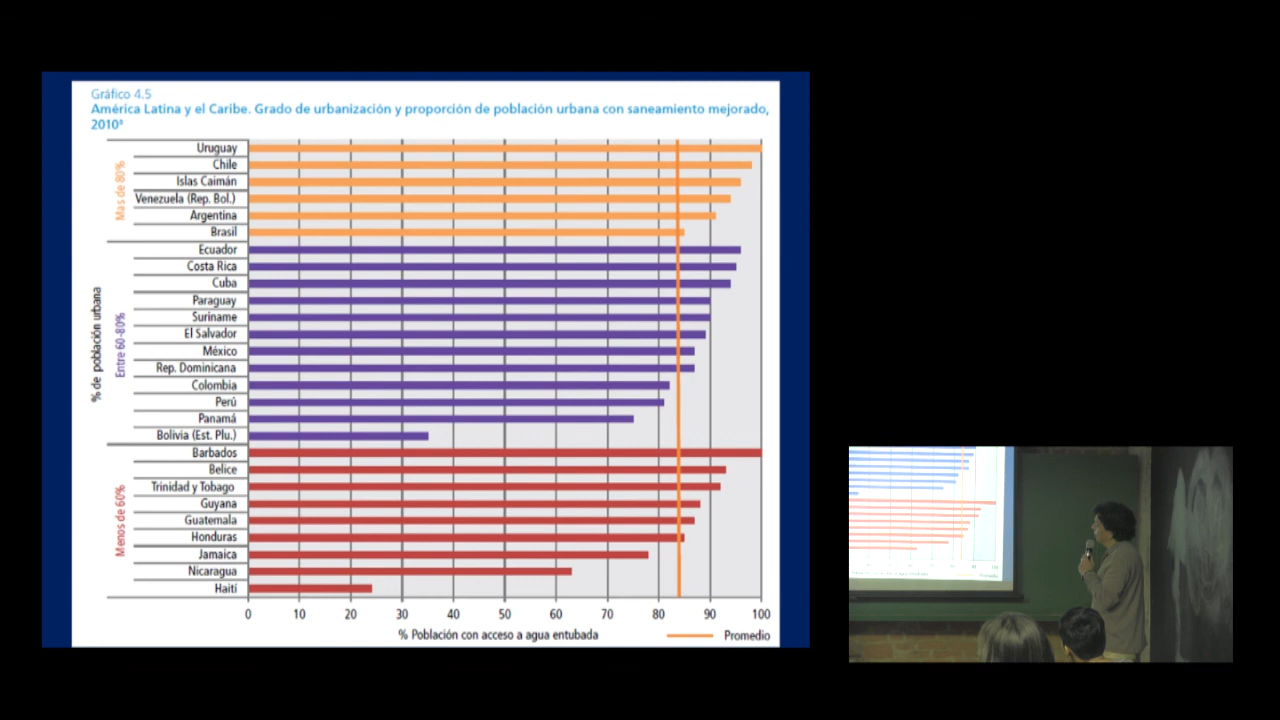 Gráfico 4.5
América Latina y el Caribe. Grado de urbanización y proporción de población urbana con saneamiento mejorado,
2010ª
% de población urbana
Mas de 80%
Uruguay
Chile
Islas Caimán
Venezuela (Rep. Bol.)
Argentina
Brasil
Entre 60-80%
Ecuador
Costa Rica
Cuba
Paraguay
Suriname
El Salvador
México
Rep. Dominicana
Colombia
Perú
Panamá
Bolivia (Est. Plu.)
Menos de 60%
Barbados
Belice
Trinidad y Tobago
Guyana
Guatemala
Honduras
Jamaica
Nicaragua
Haití
0 10 20 30 40 50 60 70 80 90 100
% Población con acceso a agua entubada
Promedio